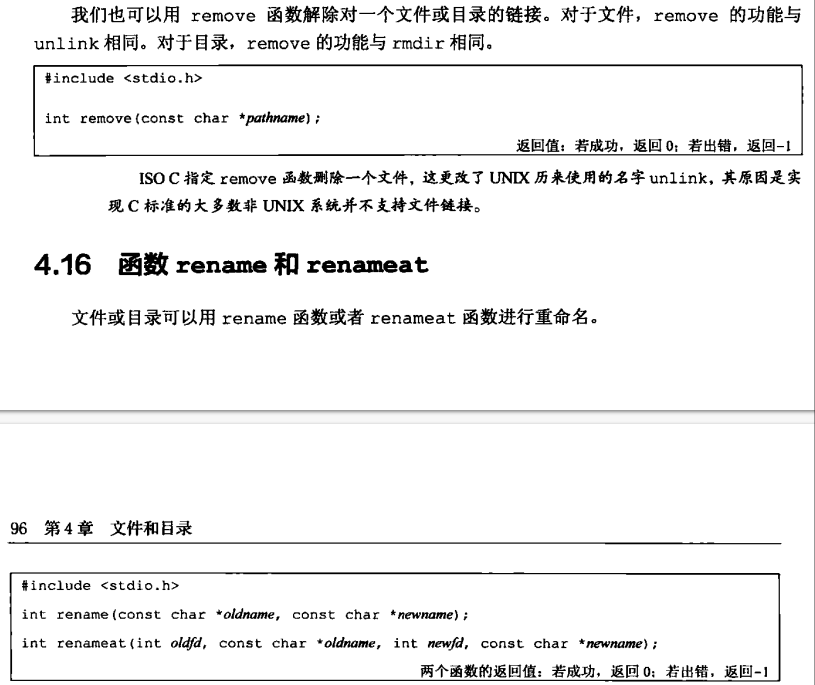 我们也可以用 remove 函数解除对一个文件或目录的链接。对于文件，remove 的功能与
unlink 相同。对于目录，remove 的功能与 rmdir 相同。
#include <stdio.h>
int remove(const char *pathname);
返回值：若成功，返回 0；若出错，返回-1
ISO C 指定 remove 函数删除一个文件，这更改了 UNIX 历来使用的名字 unlink，其原因是实
现 C 标准的大多数非 UNIX 系统并不支持文件链接。
4.16 函数 rename 和 renameat
文件或目录可以用 rename 函数或者 renameat 函数进行重命名。
96 第 4 章 文件和目录
#include <stdio.h>
int rename(const char *oldname, const char *newname);
int renameat(int oldfd, const char *oldname, int newfd, const char *newname);
两个函数的返回值：若成功，返回 0；若出错，返回-1